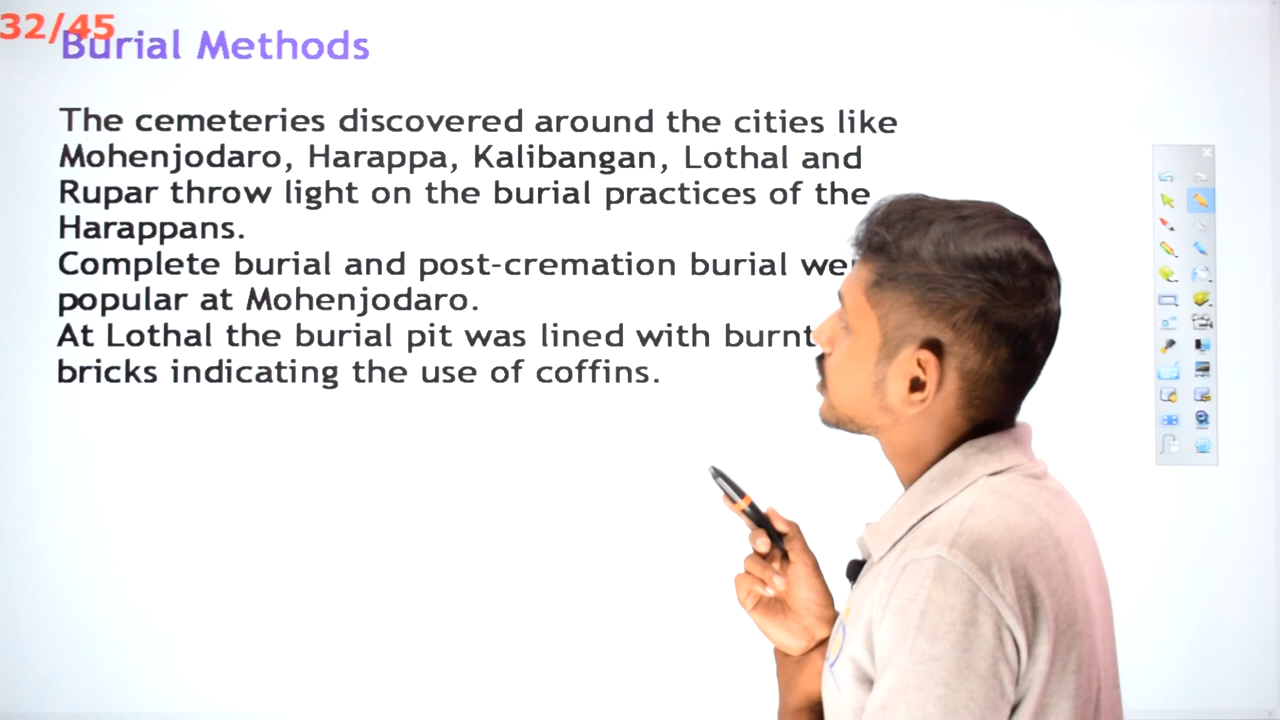 32/45
Burial Methods
The cemeteries discovered around the cities like
Mohenjodaro, Harappa, Kalibangan, Lothal and
Rupar throw light on the burial practices of the
Harappans.
Complete burial and post-cremation burial
popular at Mohenjodaro.
At Lothal the burial pit was lined with burnt
bricks indicating the use of coffins.